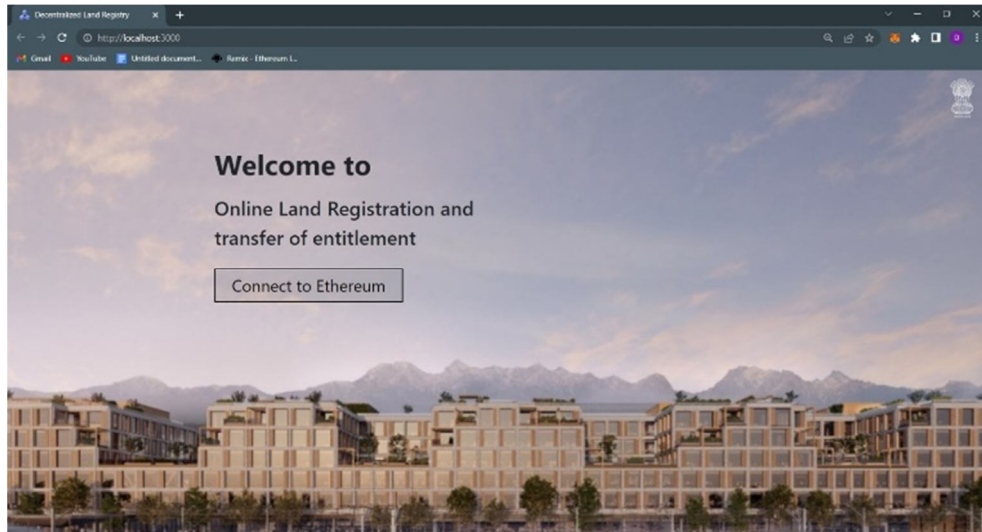 Decentralized Land Registry
http://localhost:3000
Gmail YouTube Untitled document... Remix - Ethereum I...
Welcome to
Online Land Registration and
transfer of entitlement
Connect to Ethereum